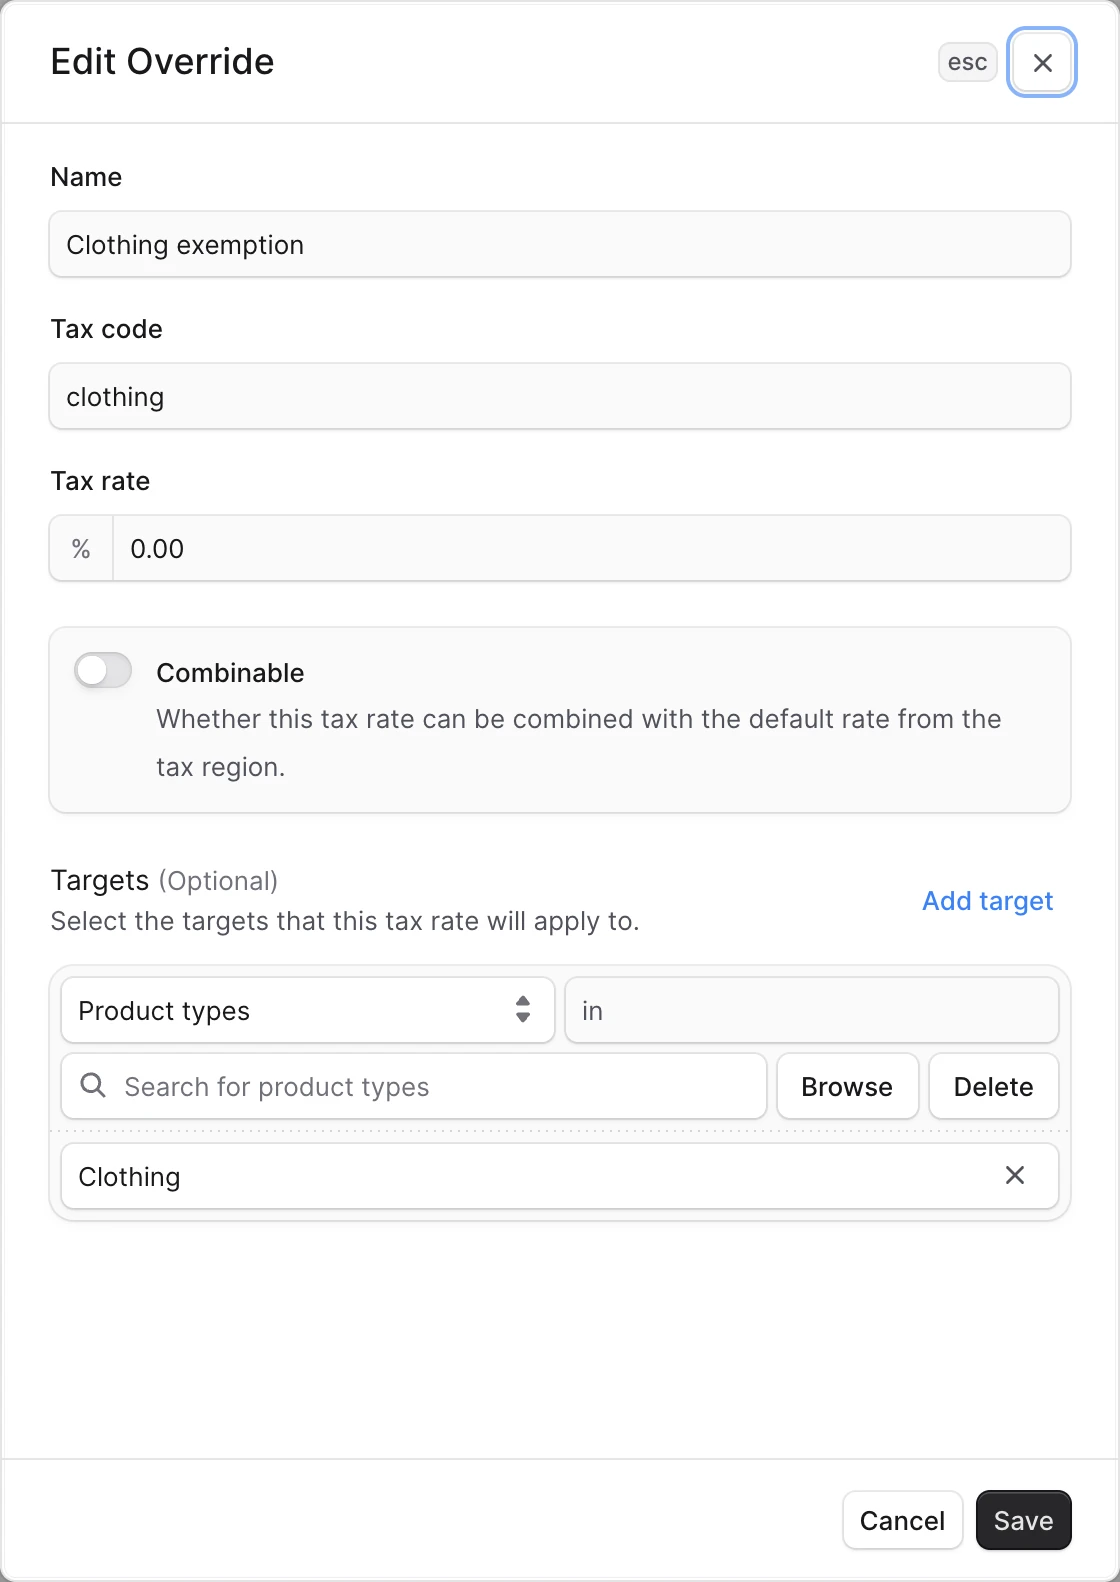 Edit Override
esc
Name
Clothing exemption
Tax code
clothing
Tax rate
% 0.00
Combinable
Whether this tax rate can be combined with the default rate from the
tax region.
Targets (Optional)
Select the targets that this tax rate will apply to.
Add target
Product types
in
Search for product types
Browse
Delete
Clothing
Cancel
Save